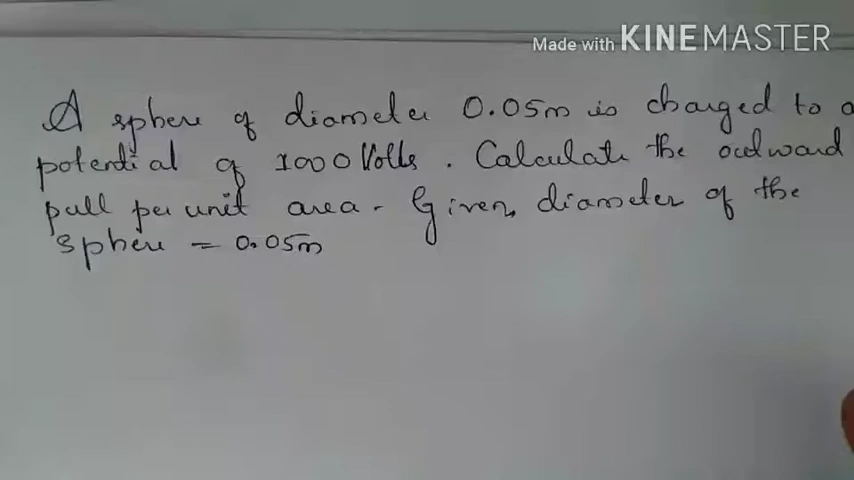 Made with KINEMASTER
A sphere of diameter 0.05m is charged to a
potential of 1000 Volts. Calculate the outward
pull per unit area. Given, diameter of the
sphere = 0.05m